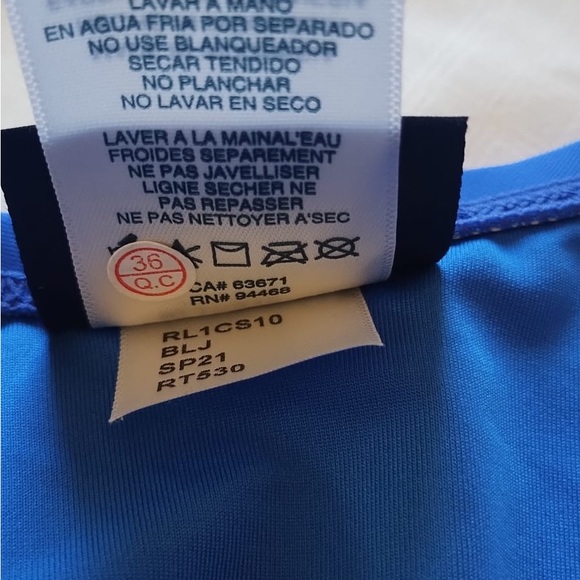 LAVAR A MANO
EN AGUA FRIA POR SEPARADO
NO USE BLANQUEADOR
SECAR TENDIDO
NO PLANCHAR
NO LAVAR EN SECO
LAVER A LA MAINAL'EAU
FROIDES SEPAREMENT
NE PAS JAVELLISER
LIGNE SECHER NE
PAS REPASSER
NE PAS NETTOYER A'SEC
36
Q.C
CA# 63671
RN# 94468
RL1CS10
BLJ
SP21
RT530